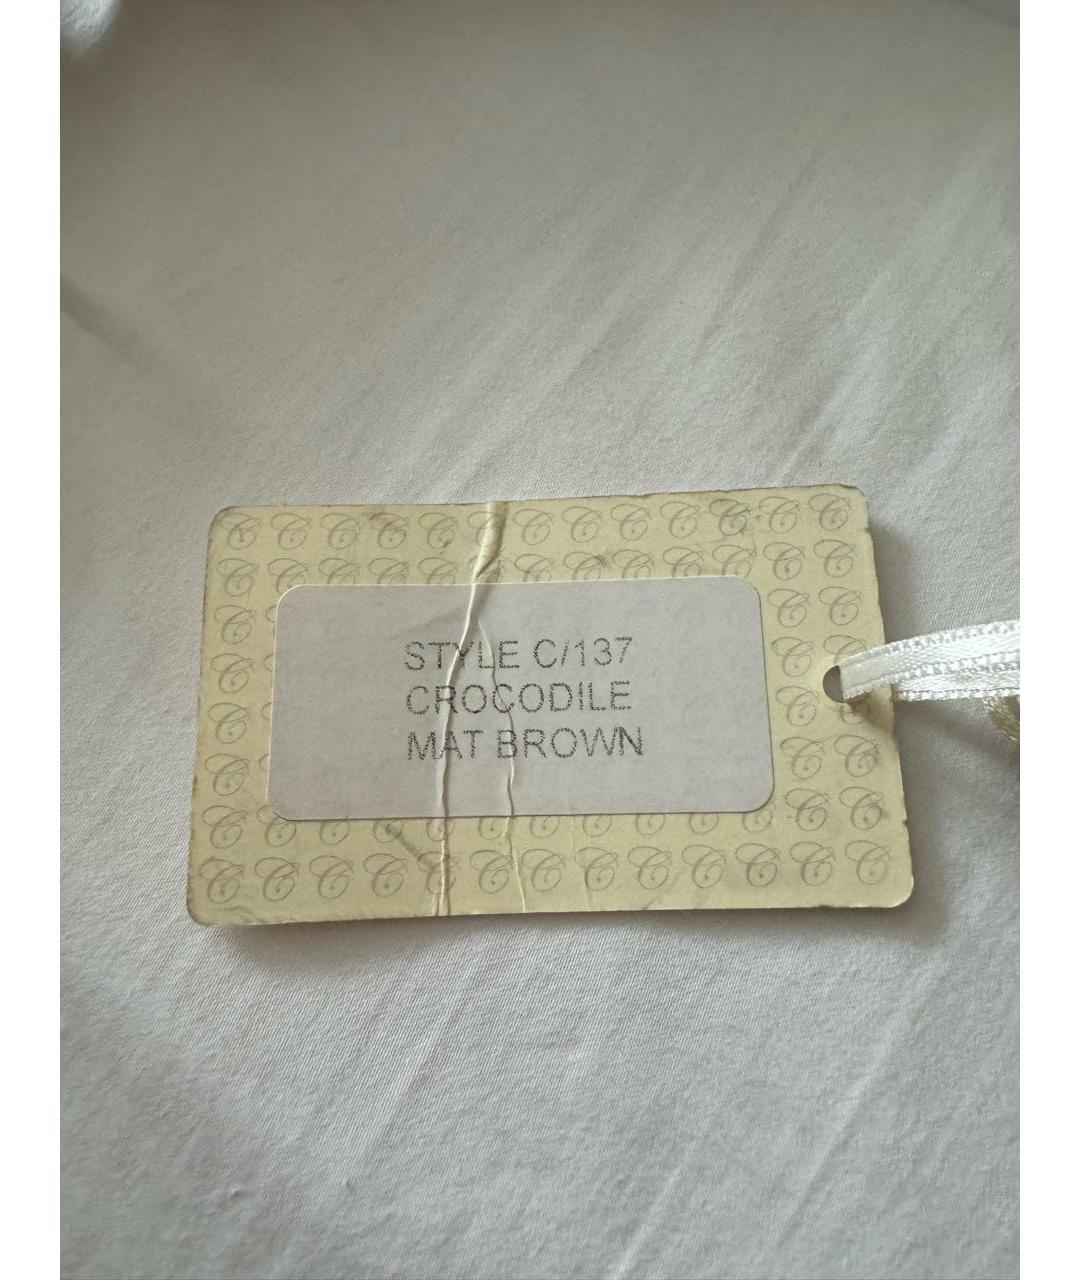 STYLE C/137
CROCODILE
MAT BROWN